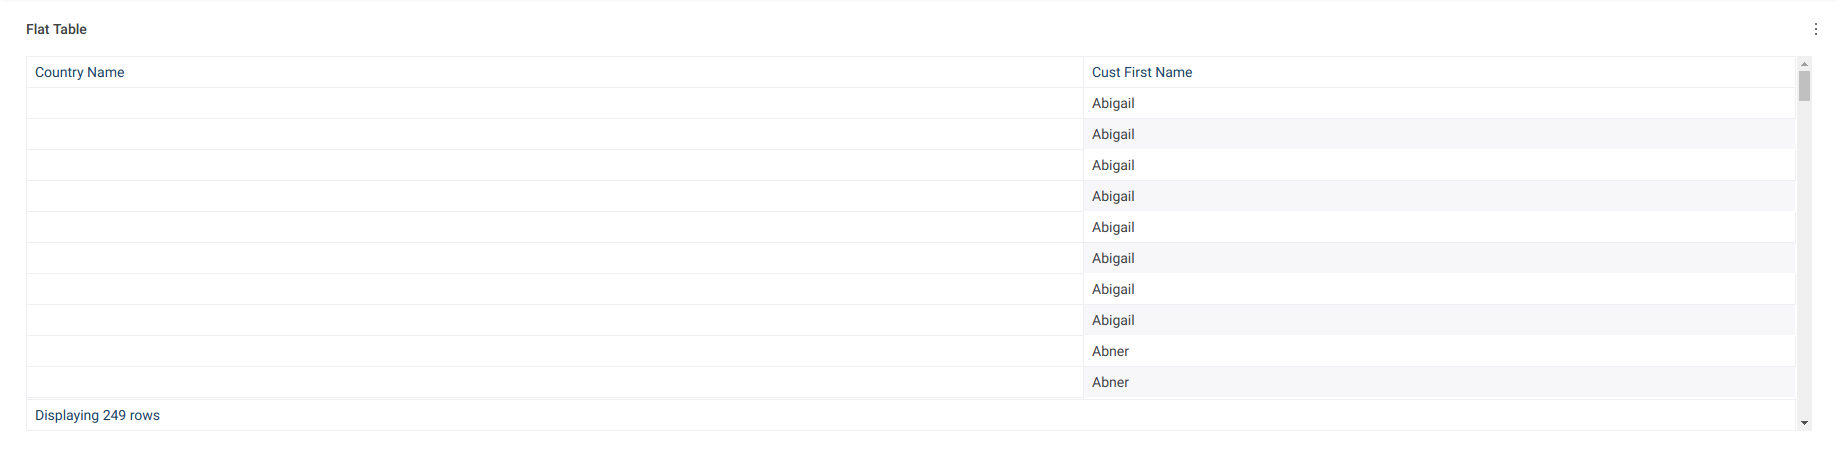 Flat Table
Country Name Cust First Name
Abigail
Abigail
Abigail
Abigail
Abigail
Abigail
Abigail
Abigail
Abner
Abner
Displaying 249 rows